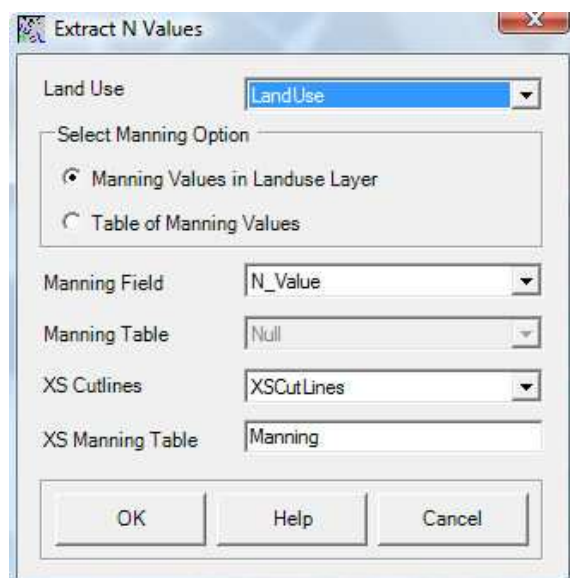 Extract N Values
Land Use LandUse
Select Manning Option
Manning Values in Landuse Layer
Table of Manning Values
Manning Field N_Value
Manning Table Null
XS Cutlines XSCutLines
XS Manning Table Manning
OK Help Cancel